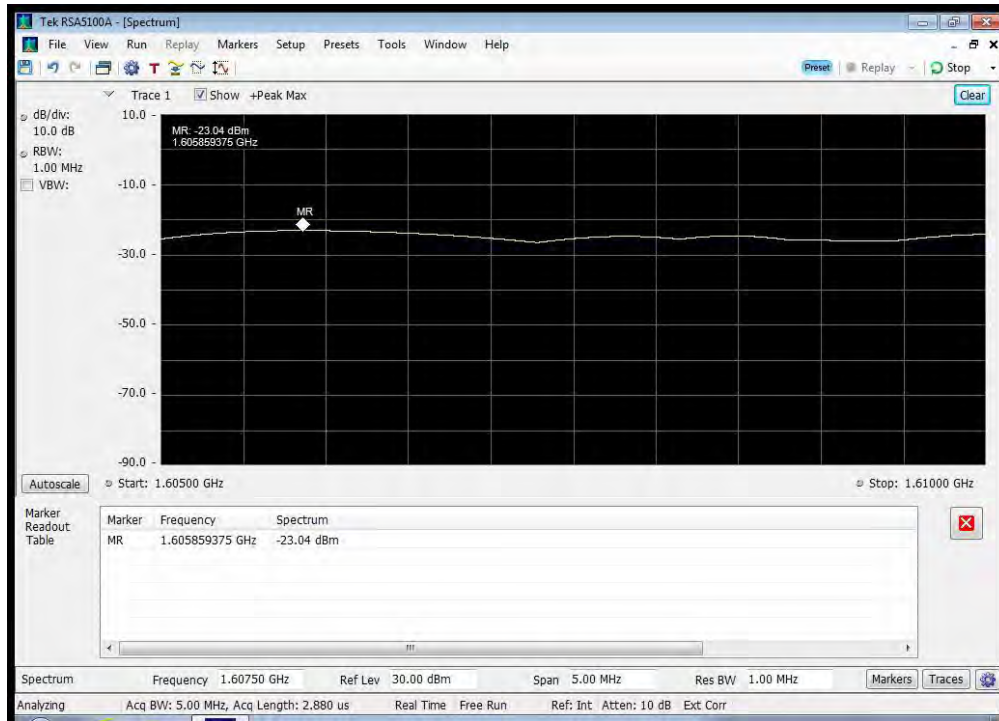 Tek RSA5100A - [Spectrum]
File View Run Replay Markers Setup Presets Tools Window Help
Preset Replay Stop
Trace 1 Show +Peak Max Clear
dB/div: 10.0 dB
RBW: 1.00 MHz
VBW:
10.0
-10.0
-30.0
-50.0
-70.0
-90.0
MR: -23.04 dBm
1.605859375 GHz
MR
Autoscale Start: 1.60500 GHz Stop: 1.61000 GHz
Marker Readout Table
Marker Frequency Spectrum
MR 1.605859375 GHz -23.04 dBm
Spectrum Frequency 1.60750 GHz Ref Lev 30.00 dBm Span 5.00 MHz Res BW 1.00 MHz Markers Traces
Analyzing Acq BW: 5.00 MHz, Acq Length: 2.880 us Real Time Free Run Ref: Int Atten: 10 dB Ext Corr